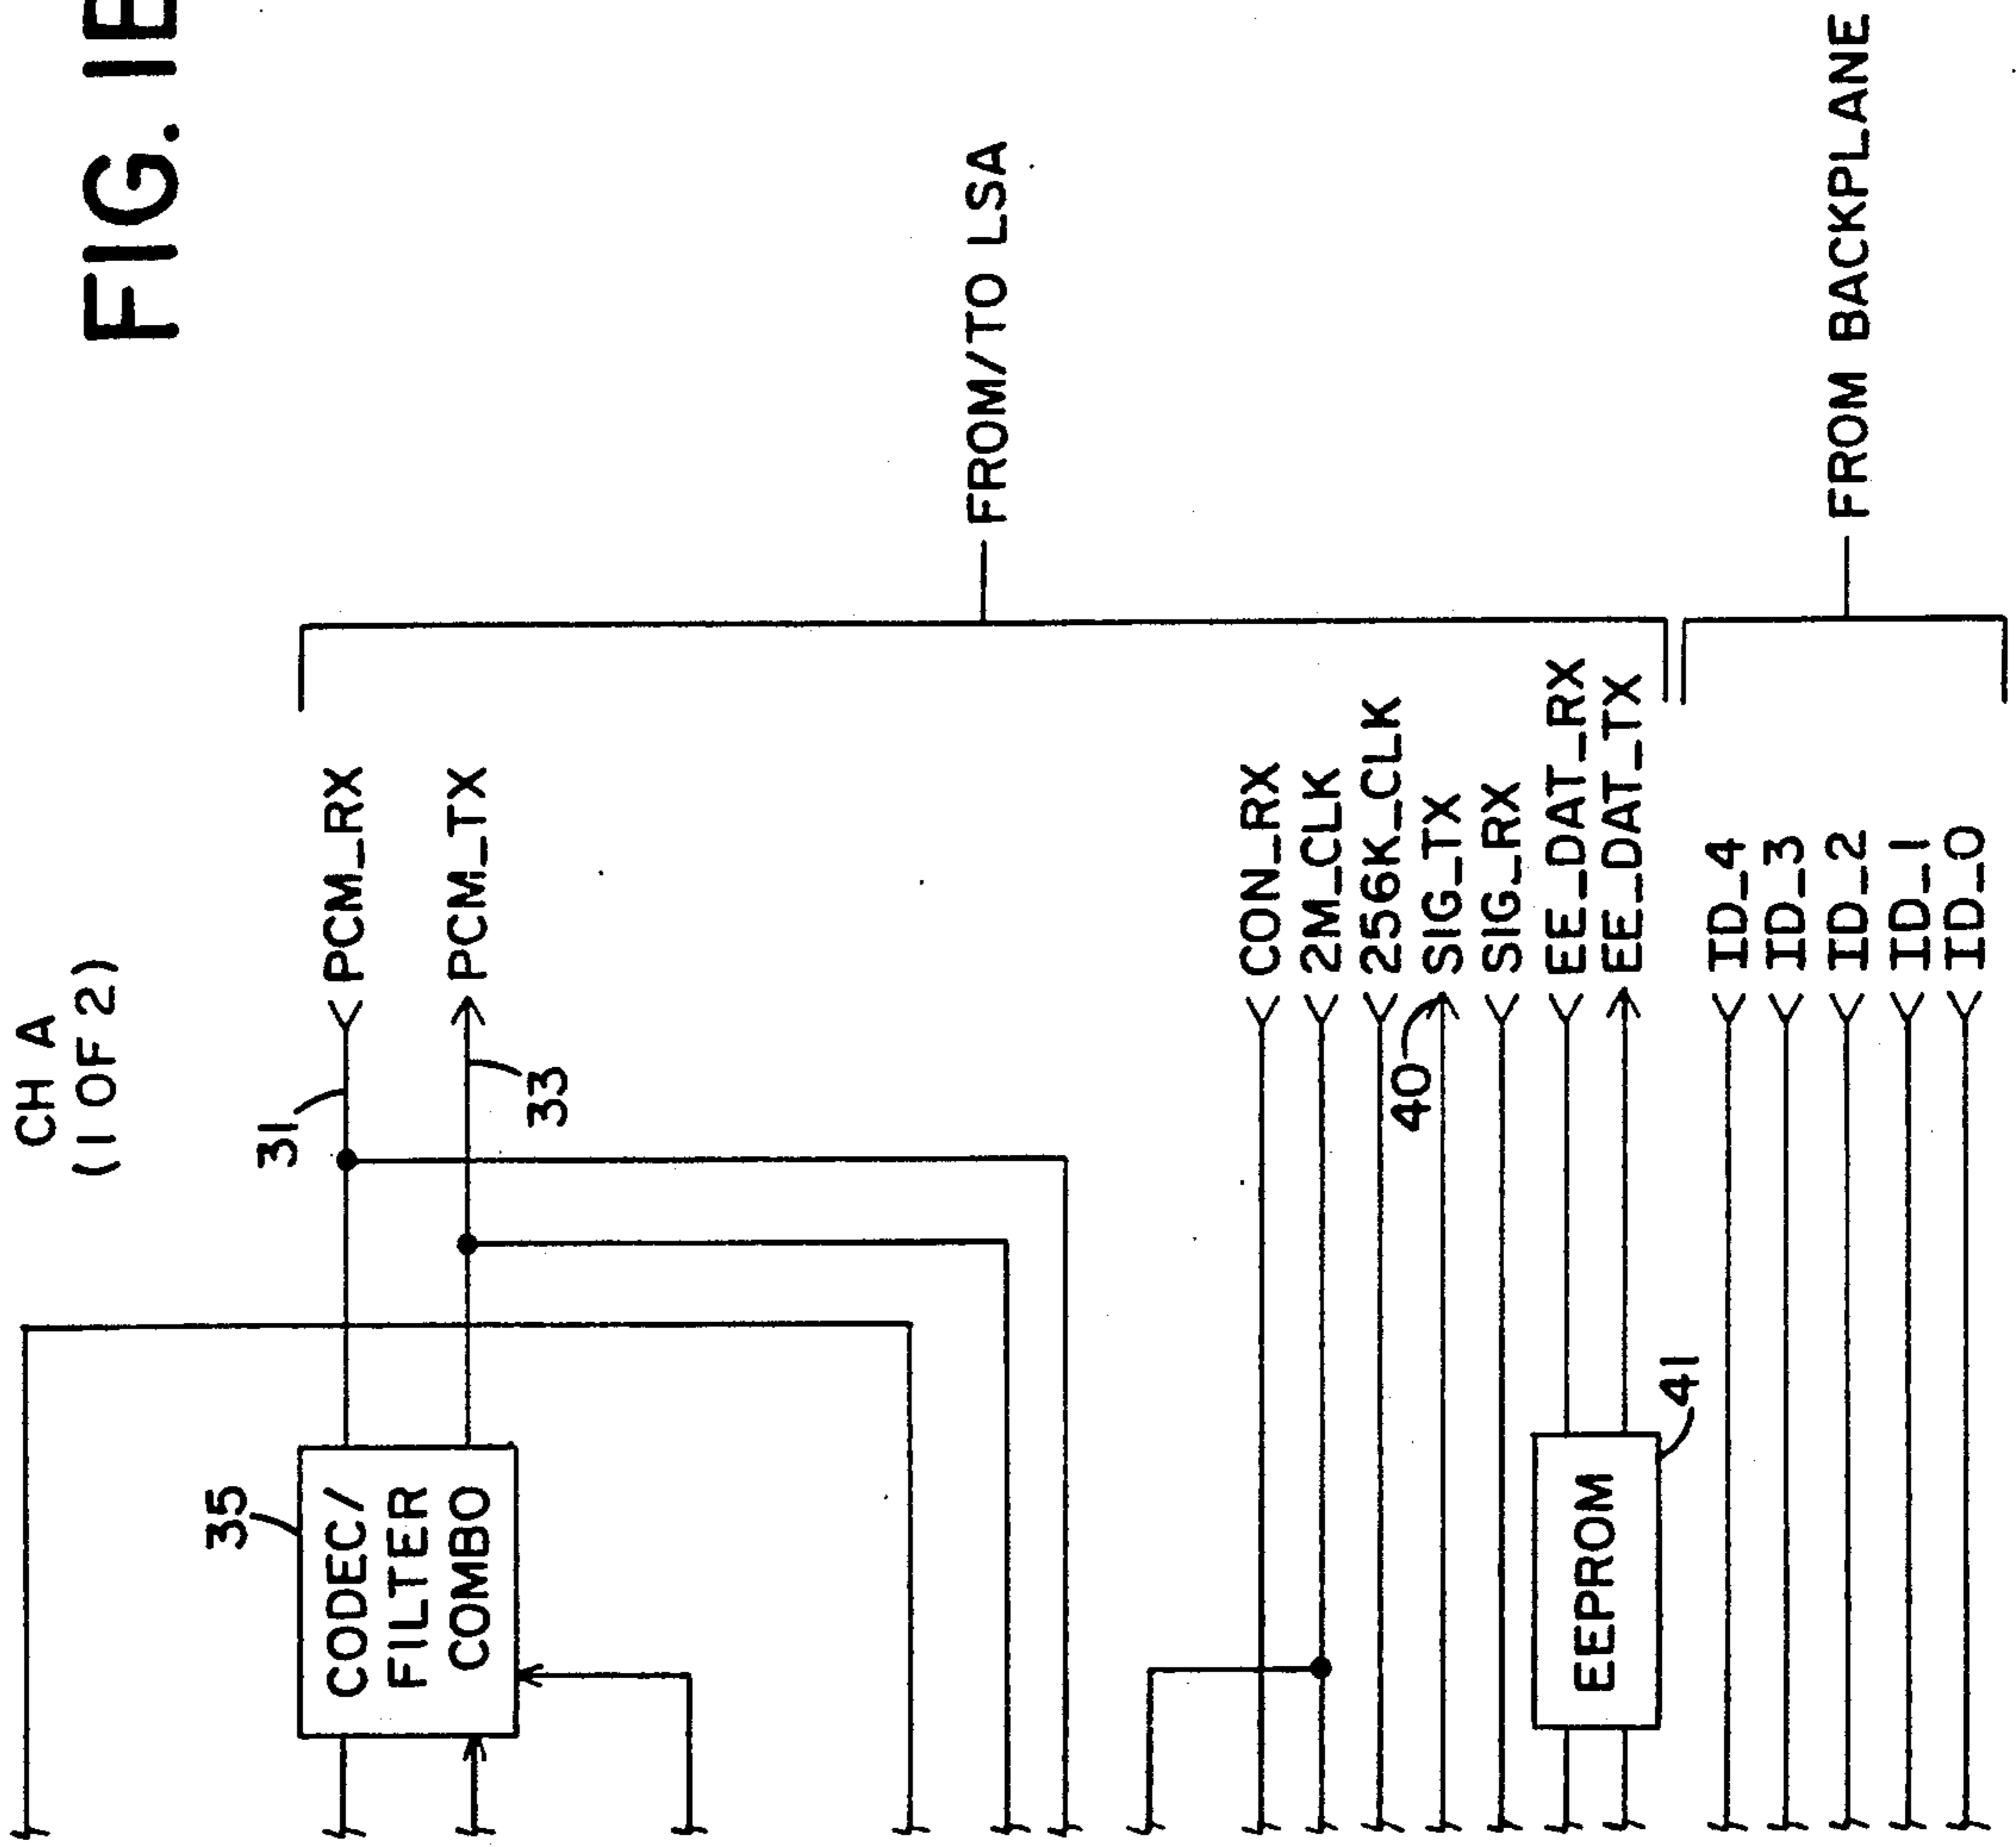 FIG. 1E
CH A
(1 OF 2)
35
CODEC/
FILTER
COMBO
31
PCM_RX
33
PCM_TX
FROM/TO LSA
CON_RX
2M_CLK
256K_CLK
40
SIG_TX
SIG_RX
EE_DAT_RX
EE_DAT_TX
EEPROM
41
ID_4
ID_3
ID_2
ID_1
ID_0
FROM BACKPLANE